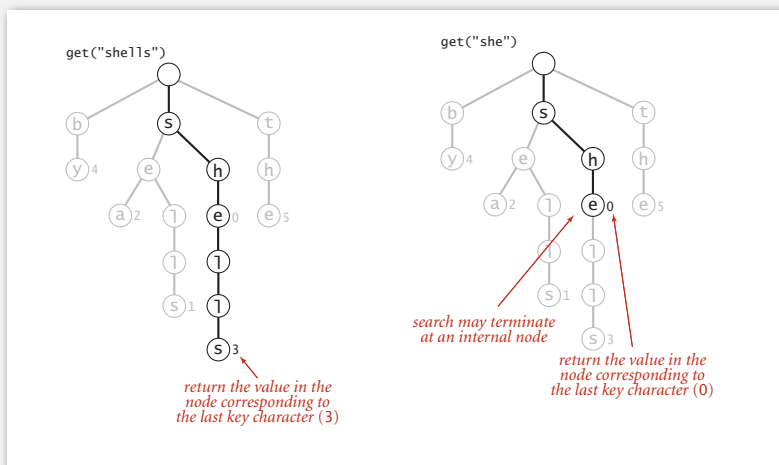 get("shells")
b s t
y 4 e h h
a 2 l e 0 e 5
l l
s 1 l
s 3
return the value in the
node corresponding to
the last key character (3)
get("she")
b s t
y 4 e h h
a 2 l e 0 e 5
l l
s 1 l
s 3
search may terminate
at an internal node
return the value in the
node corresponding to
the last key character (0)